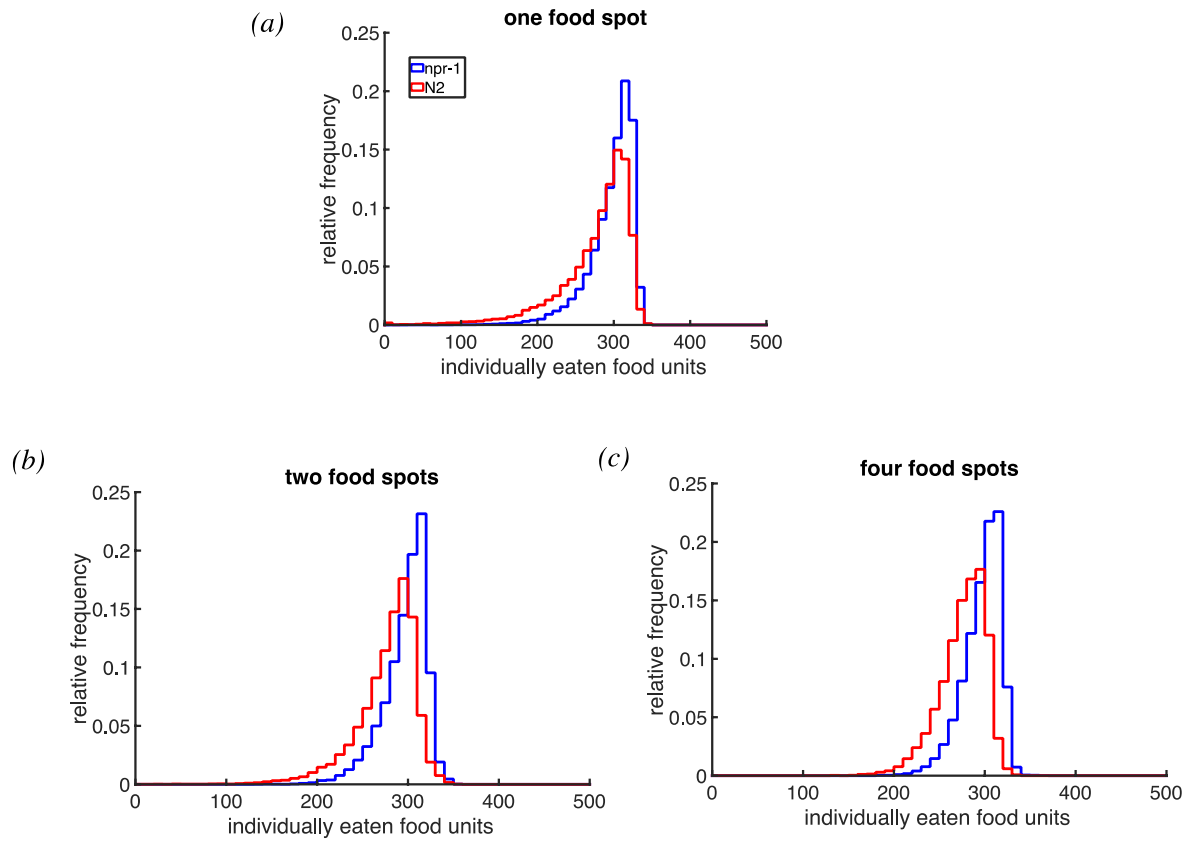 (a)
one food spot
npr-1
N2
relative frequency
0.25
0.2
0.15
0.1
0.05
0
0 100 200 300 400 500
individually eaten food units
(b)
two food spots
relative frequency
0.25
0.2
0.15
0.1
0.05
0
0 100 200 300 400 500
individually eaten food units
(c)
four food spots
relative frequency
0.25
0.2
0.15
0.1
0.05
0
0 100 200 300 400 500
individually eaten food units